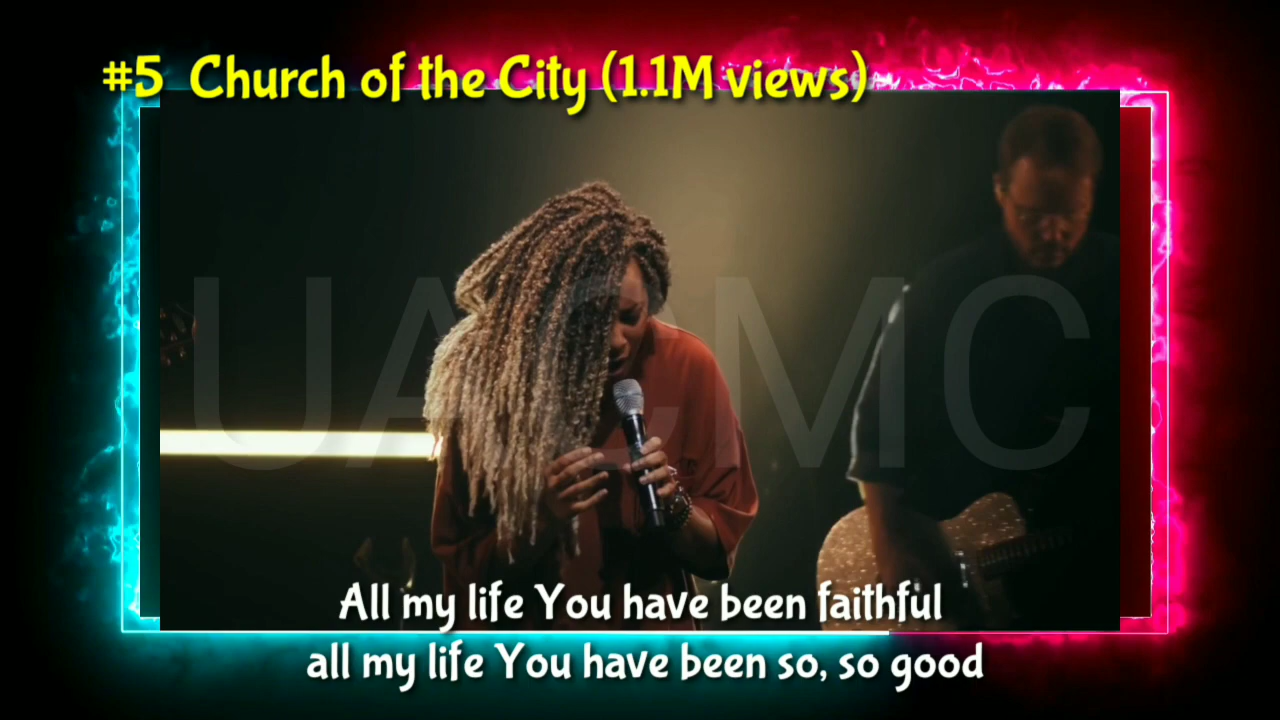 #5 Church of the City (1.1M views)
UACMC
All my life You have been faithful
all my life You have been so, so good